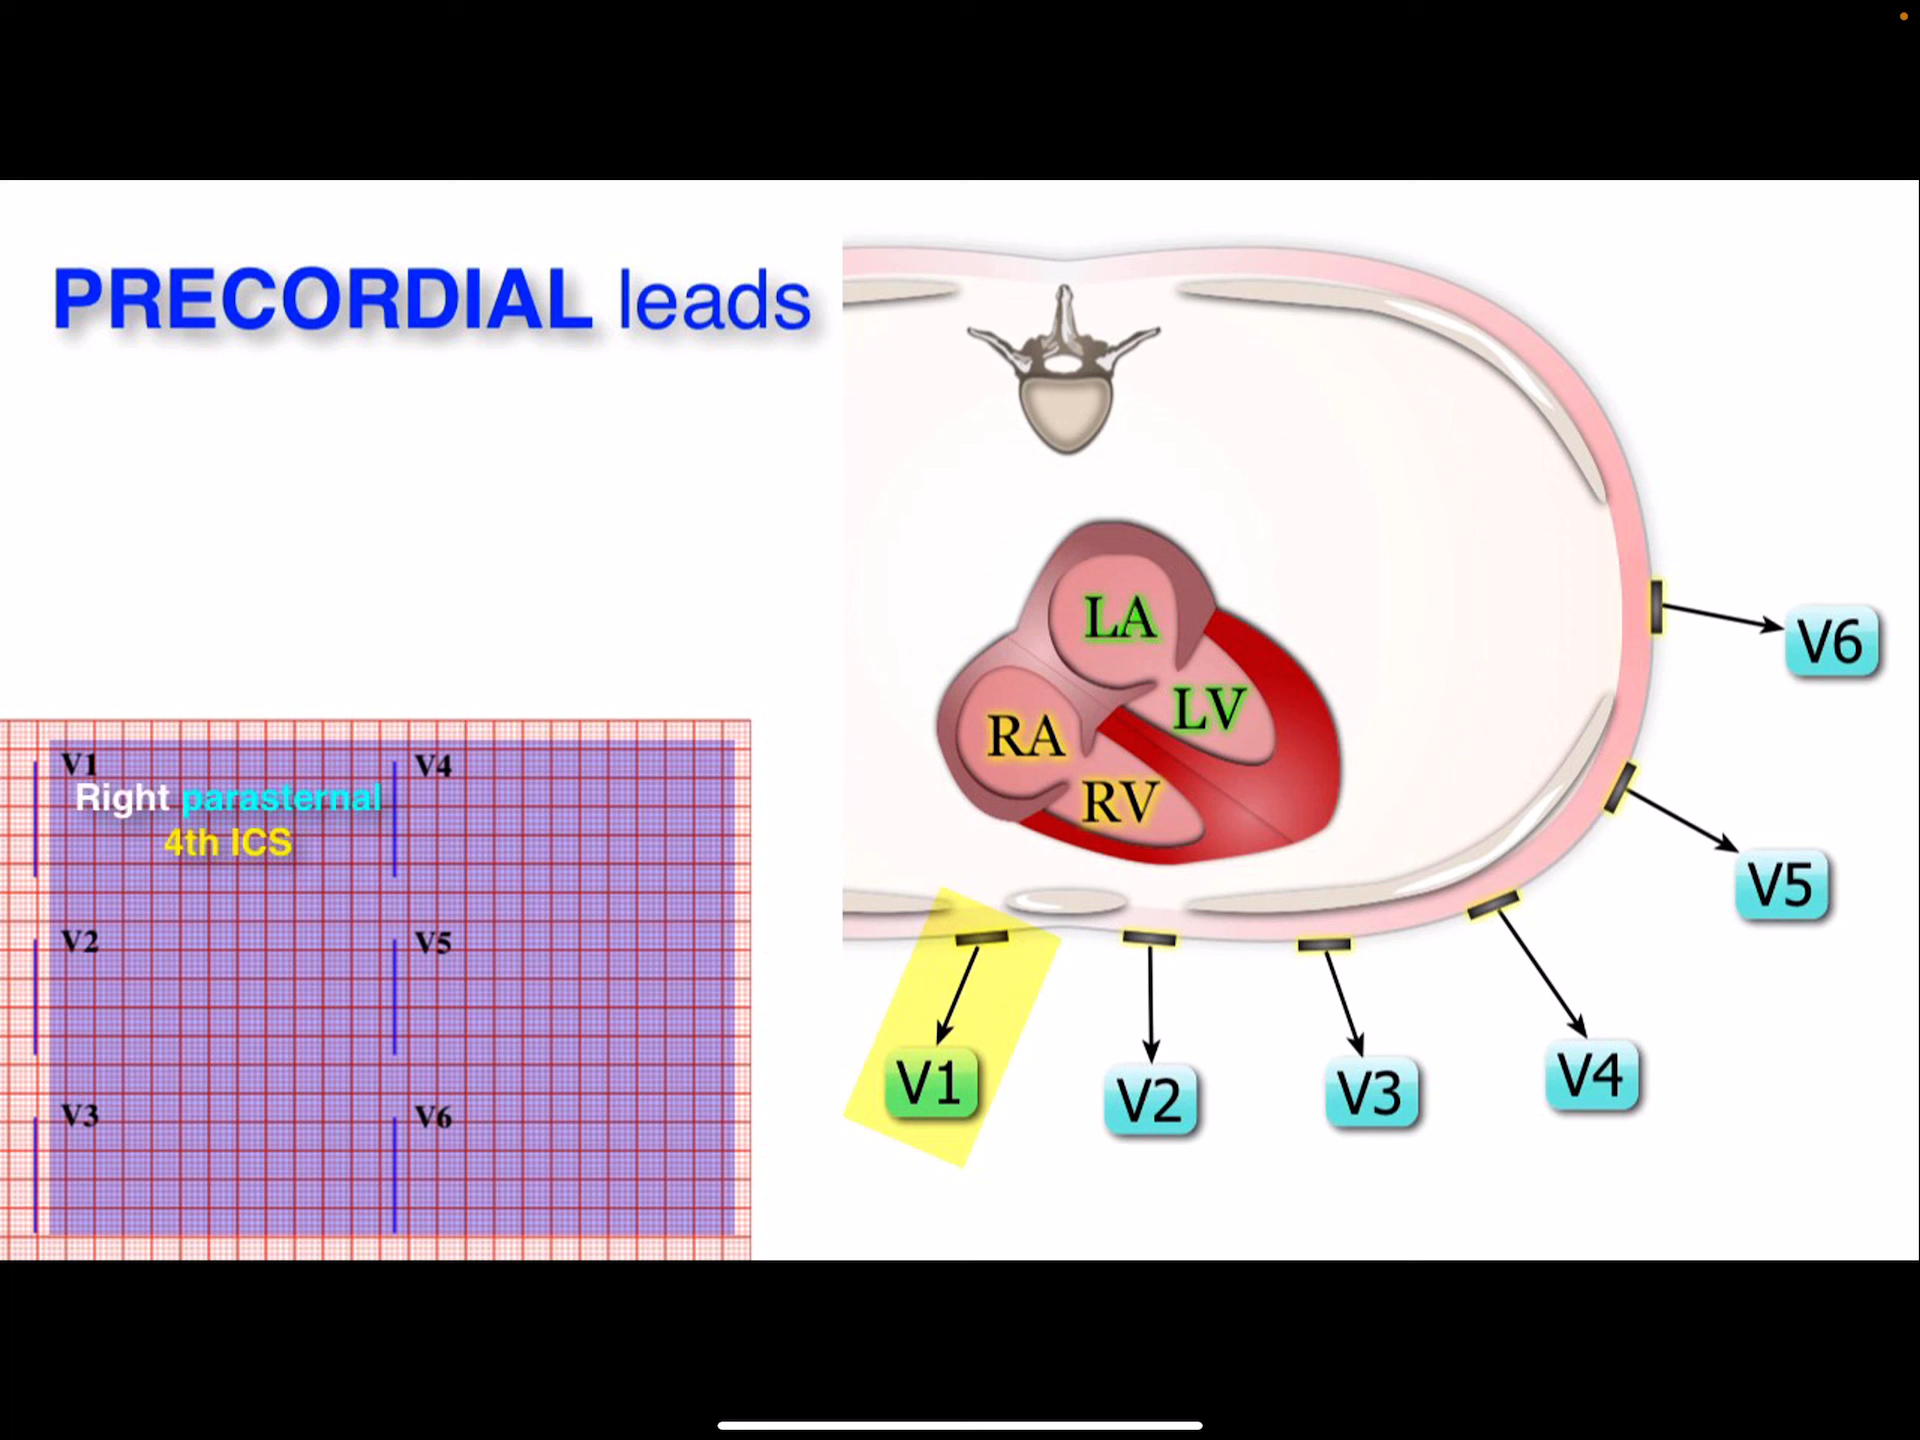 PRECORDIAL leads
V1
Right parasternal
4th ICS
V4
V2
V5
V3
V6
LA
LV
RA
RV
V6
V5
V4
V3
V2
V1